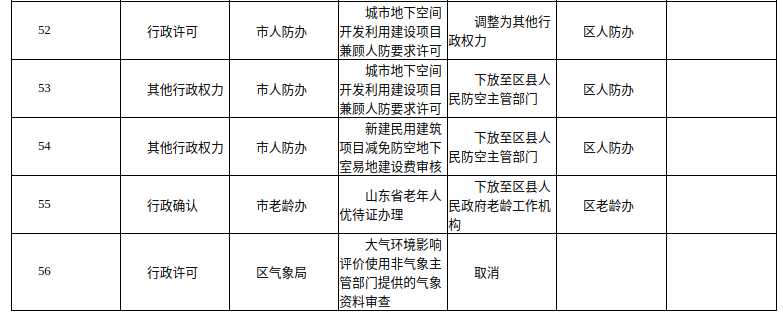 52 行政许可 市人防办 城市地下空间 调整为其他行 区人防办
开发利用建设项目 政权力
兼顾人防要求许可
53 其他行政权力 市人防办 城市地下空间 下放至区县人 区人防办
开发利用建设项目 民防空主管部门
兼顾人防要求许可
54 其他行政权力 市人防办 新建民用建筑 下放至区县人 区人防办
项目减免防空地下 民防空主管部门
室易地建设费审核
55 行政确认 市老龄办 山东省老年人 下放至区县人 区老龄办
优待证办理 民政府老龄工作机
构
56 行政许可 区气象局 大气环境影响 取消
评价使用非气象主
管部门提供的气象
资料审查